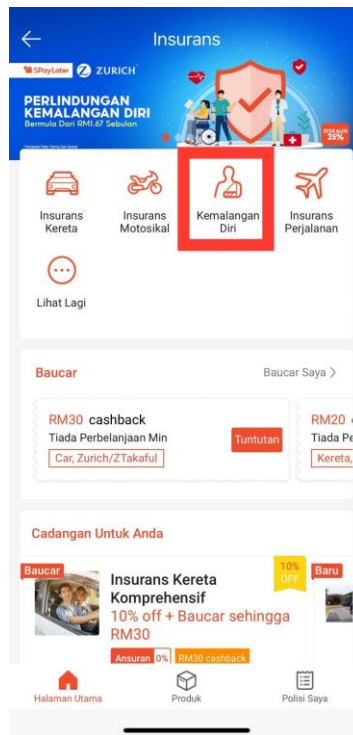 Insurans
SPayLater
ZURICH
PERLINDUNGAN
KEMALANGAN DIRI
Bermula Dari RM1.67 Sebulan
DISKAUN
25%
Insurans
Kereta
Insurans
Motosikal
Kemalangan
Diri
Insurans
Perjalanan
Lihat Lagi
Baucar
Baucar Saya >
RM30 cashback
Tiada Perbelanjaan Min
Car, Zurich/ZTakaful
Tuntutan
RM20
Tiada Pe
Kereta,
Cadangan Untuk Anda
Baucar
Insurans Kereta
Komprehensif
10% off + Baucar sehingga
RM30
Ansuran 0% RM30 cashback
10%
OFF
Baru
Halaman Utama
Produk
Polisi Saya